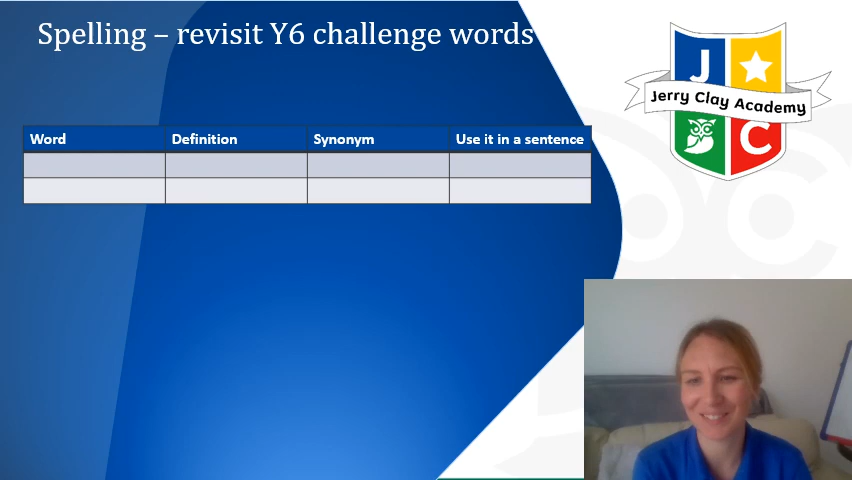 Spelling – revisit Y6 challenge words
J
Jerry Clay Academy
C
Word Definition Synonym Use it in a sentence